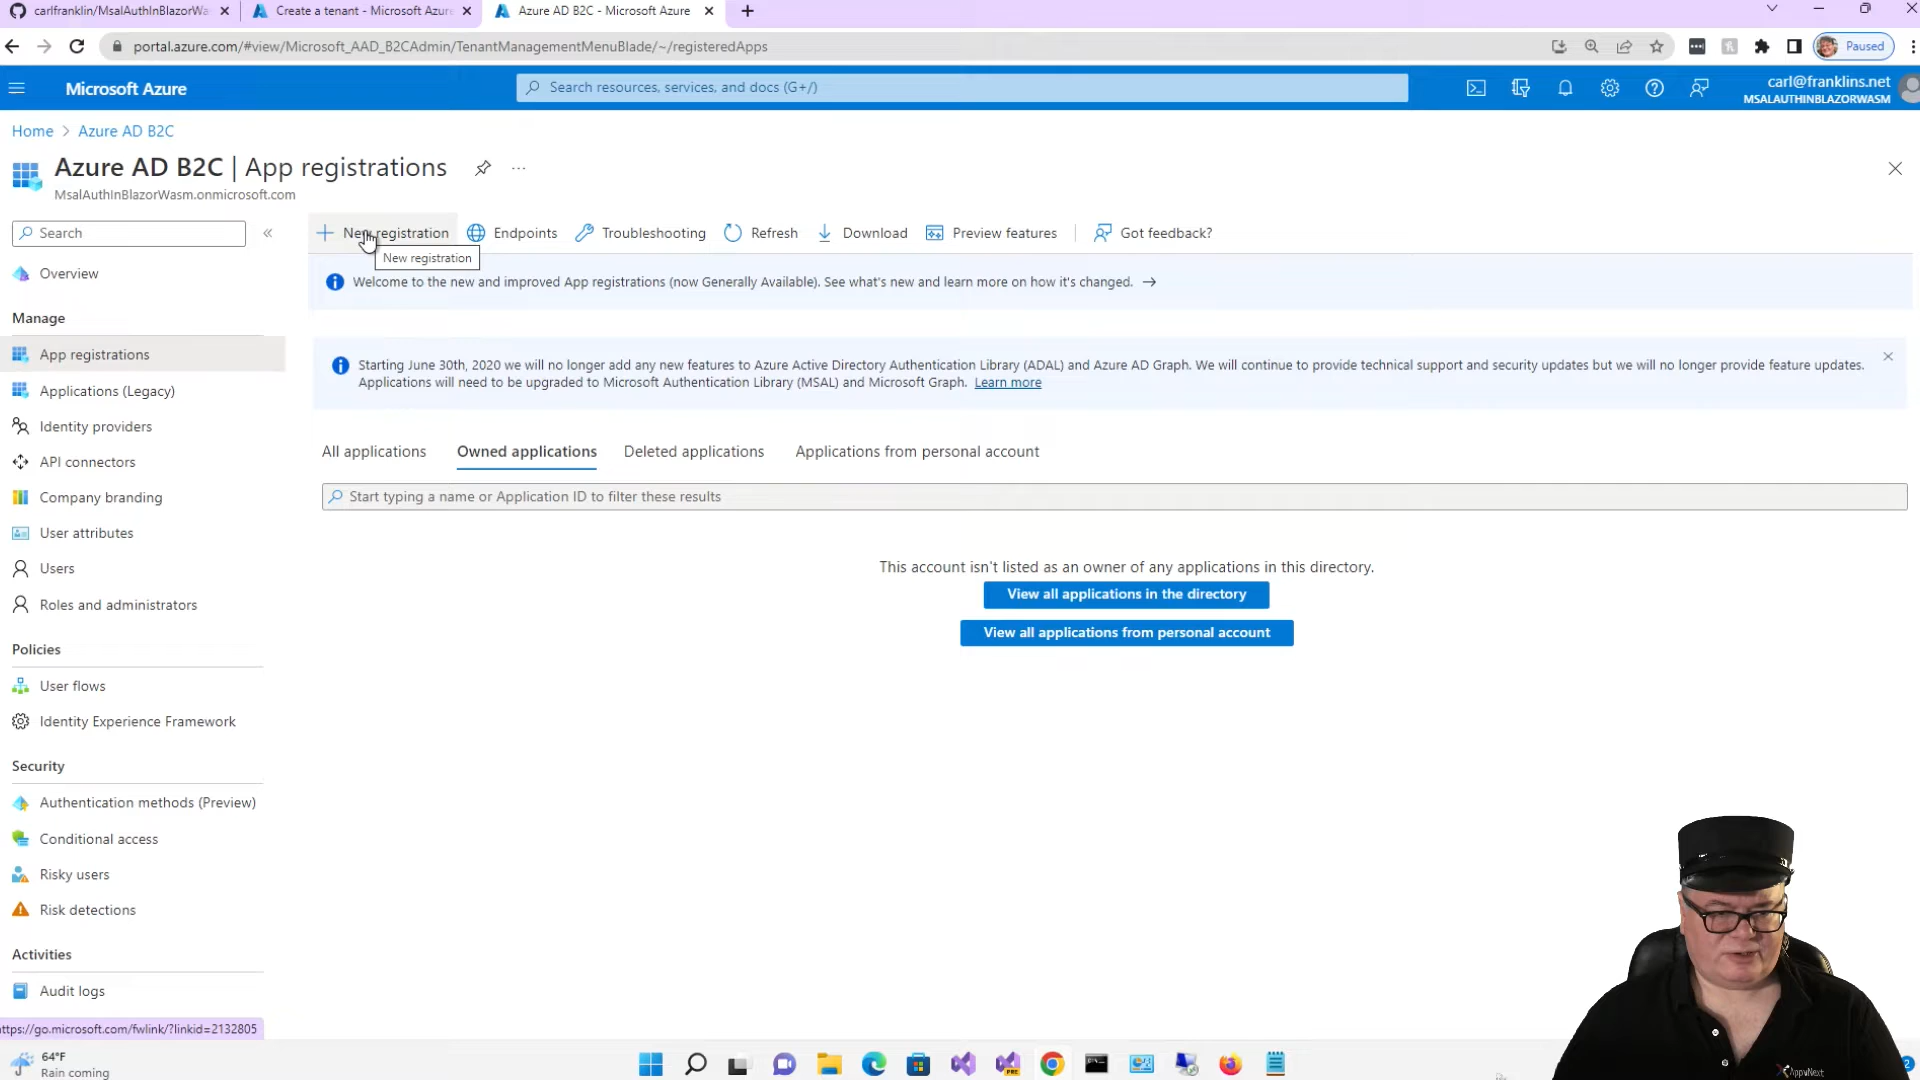 carlfranklin/MsalAuthInBlazorWa
Create a tenant - Microsoft Azure
Azure AD B2C - Microsoft Azure
portal.azure.com/#view/Microsoft_AAD_B2CAdmin/TenantManagementMenuBlade/~/registeredApps
Paused
Microsoft Azure
Search resources, services, and docs (G+/)
carl@franklins.net
MSALAUTHINBLAZORWASM
Home > Azure AD B2C
Azure AD B2C | App registrations
MsalAuthInBlazorWasm.onmicrosoft.com
Search
New registration
Endpoints
Troubleshooting
Refresh
Download
Preview features
Got feedback?
New registration
Welcome to the new and improved App registrations (now Generally Available). See what's new and learn more on how it's changed. →
Overview
Manage
App registrations
Applications (Legacy)
Identity providers
API connectors
Company branding
User attributes
Users
Roles and administrators
Policies
User flows
Identity Experience Framework
Security
Authentication methods (Preview)
Conditional access
Risky users
Risk detections
Activities
Audit logs
Starting June 30th, 2020 we will no longer add any new features to Azure Active Directory Authentication Library (ADAL) and Azure AD Graph. We will continue to provide technical support and security updates but we will no longer provide feature updates.
Applications will need to be upgraded to Microsoft Authentication Library (MSAL) and Microsoft Graph. Learn more
All applications
Owned applications
Deleted applications
Applications from personal account
Start typing a name or Application ID to filter these results
This account isn't listed as an owner of any applications in this directory.
View all applications in the directory
View all applications from personal account
ttps://go.microsoft.com/fwlink/?linkid=2132805
64°F
Rain coming
PRE
AppvNext
2